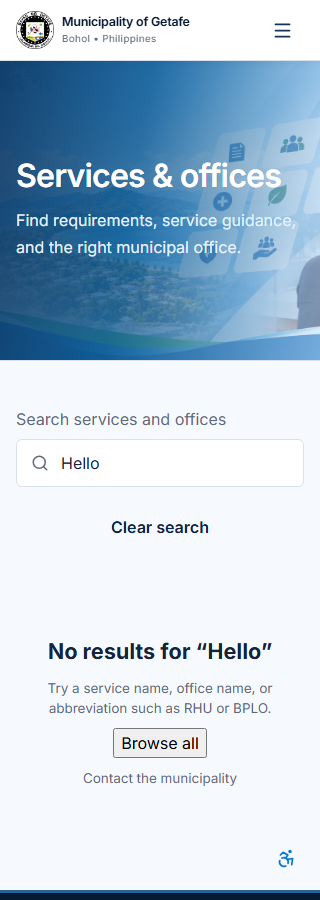 Municipality of Getafe
Bohol • Philippines
Services & offices
Find requirements, service guidance,
and the right municipal office.
Search services and offices
Hello
Clear search
No results for “Hello”
Try a service name, office name, or
abbreviation such as RHU or BPLO.
Browse all
Contact the municipality